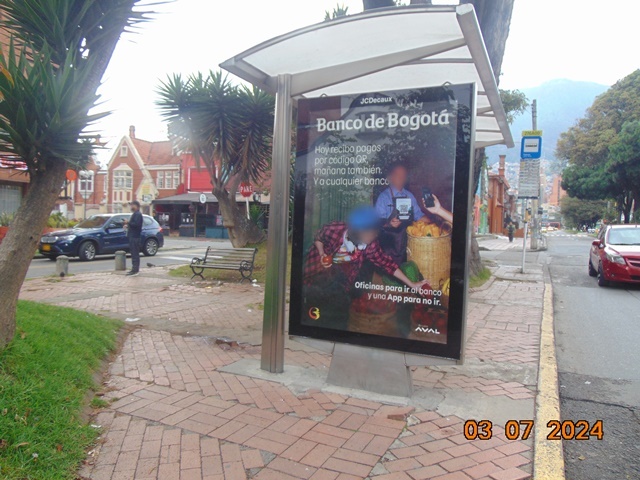 JCDecaux
Banco de Bogotá
Hoy recibo pagos
por código QR,
mañana también.
Y a cualquier banco.
Oficinas para ir al banco
y una App para no ir.
AVAL
03 07 2024